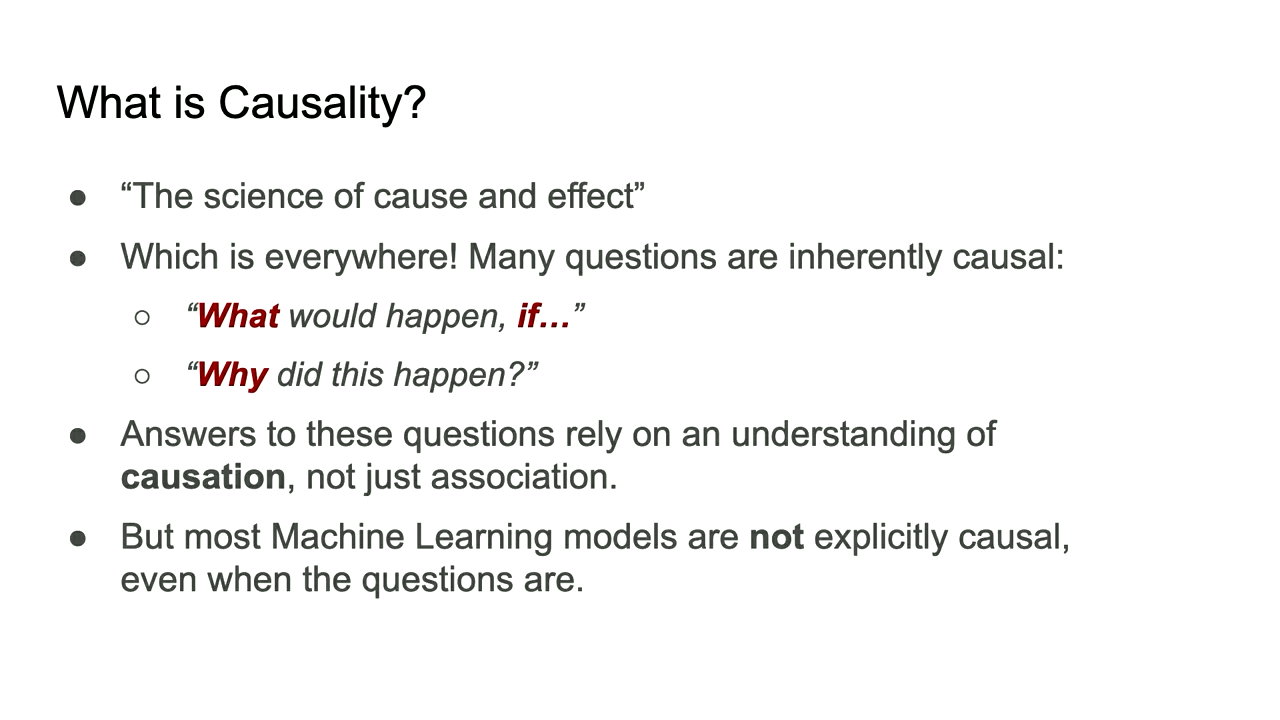 What is Causality?
● “The science of cause and effect”
● Which is everywhere! Many questions are inherently causal:
○ “What would happen, if…”
○ “Why did this happen?”
● Answers to these questions rely on an understanding of
causation, not just association.
● But most Machine Learning models are not explicitly causal,
even when the questions are.